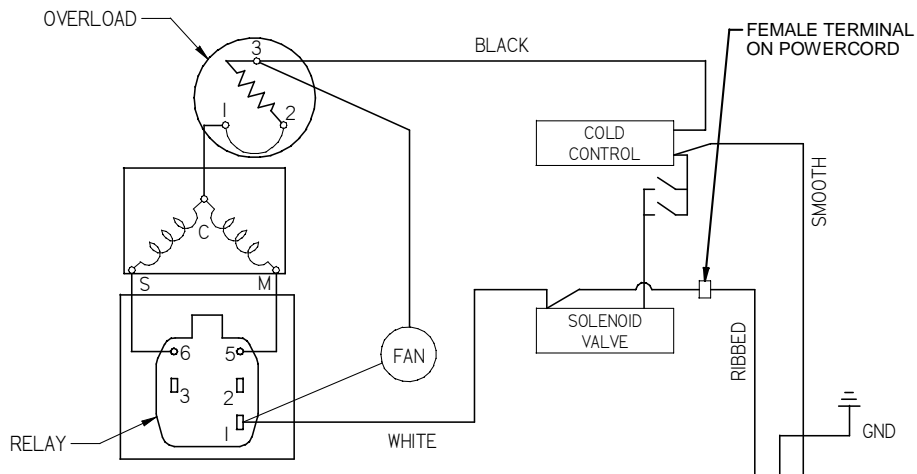 OVERLOAD
FEMALE TERMINAL
ON POWERCORD
BLACK
3
1
2
COLD
CONTROL
SMOOTH
C
S
M
SOLENOID
VALVE
RIBBED
6
5
FAN
3
2
1
RELAY
WHITE
GND